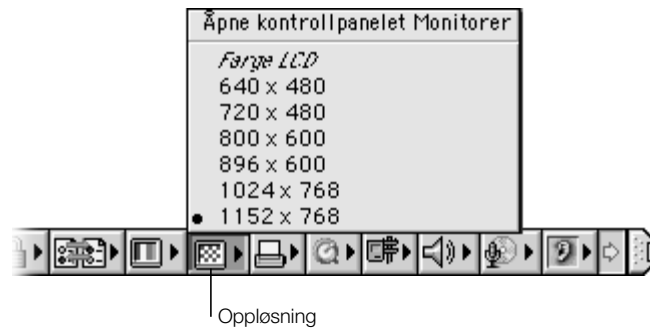 Åpne kontrollpanelet Monitorer
Farge LCD
640 x 480
720 x 480
800 x 600
896 x 600
1024 x 768
1152 x 768
Oppløsning